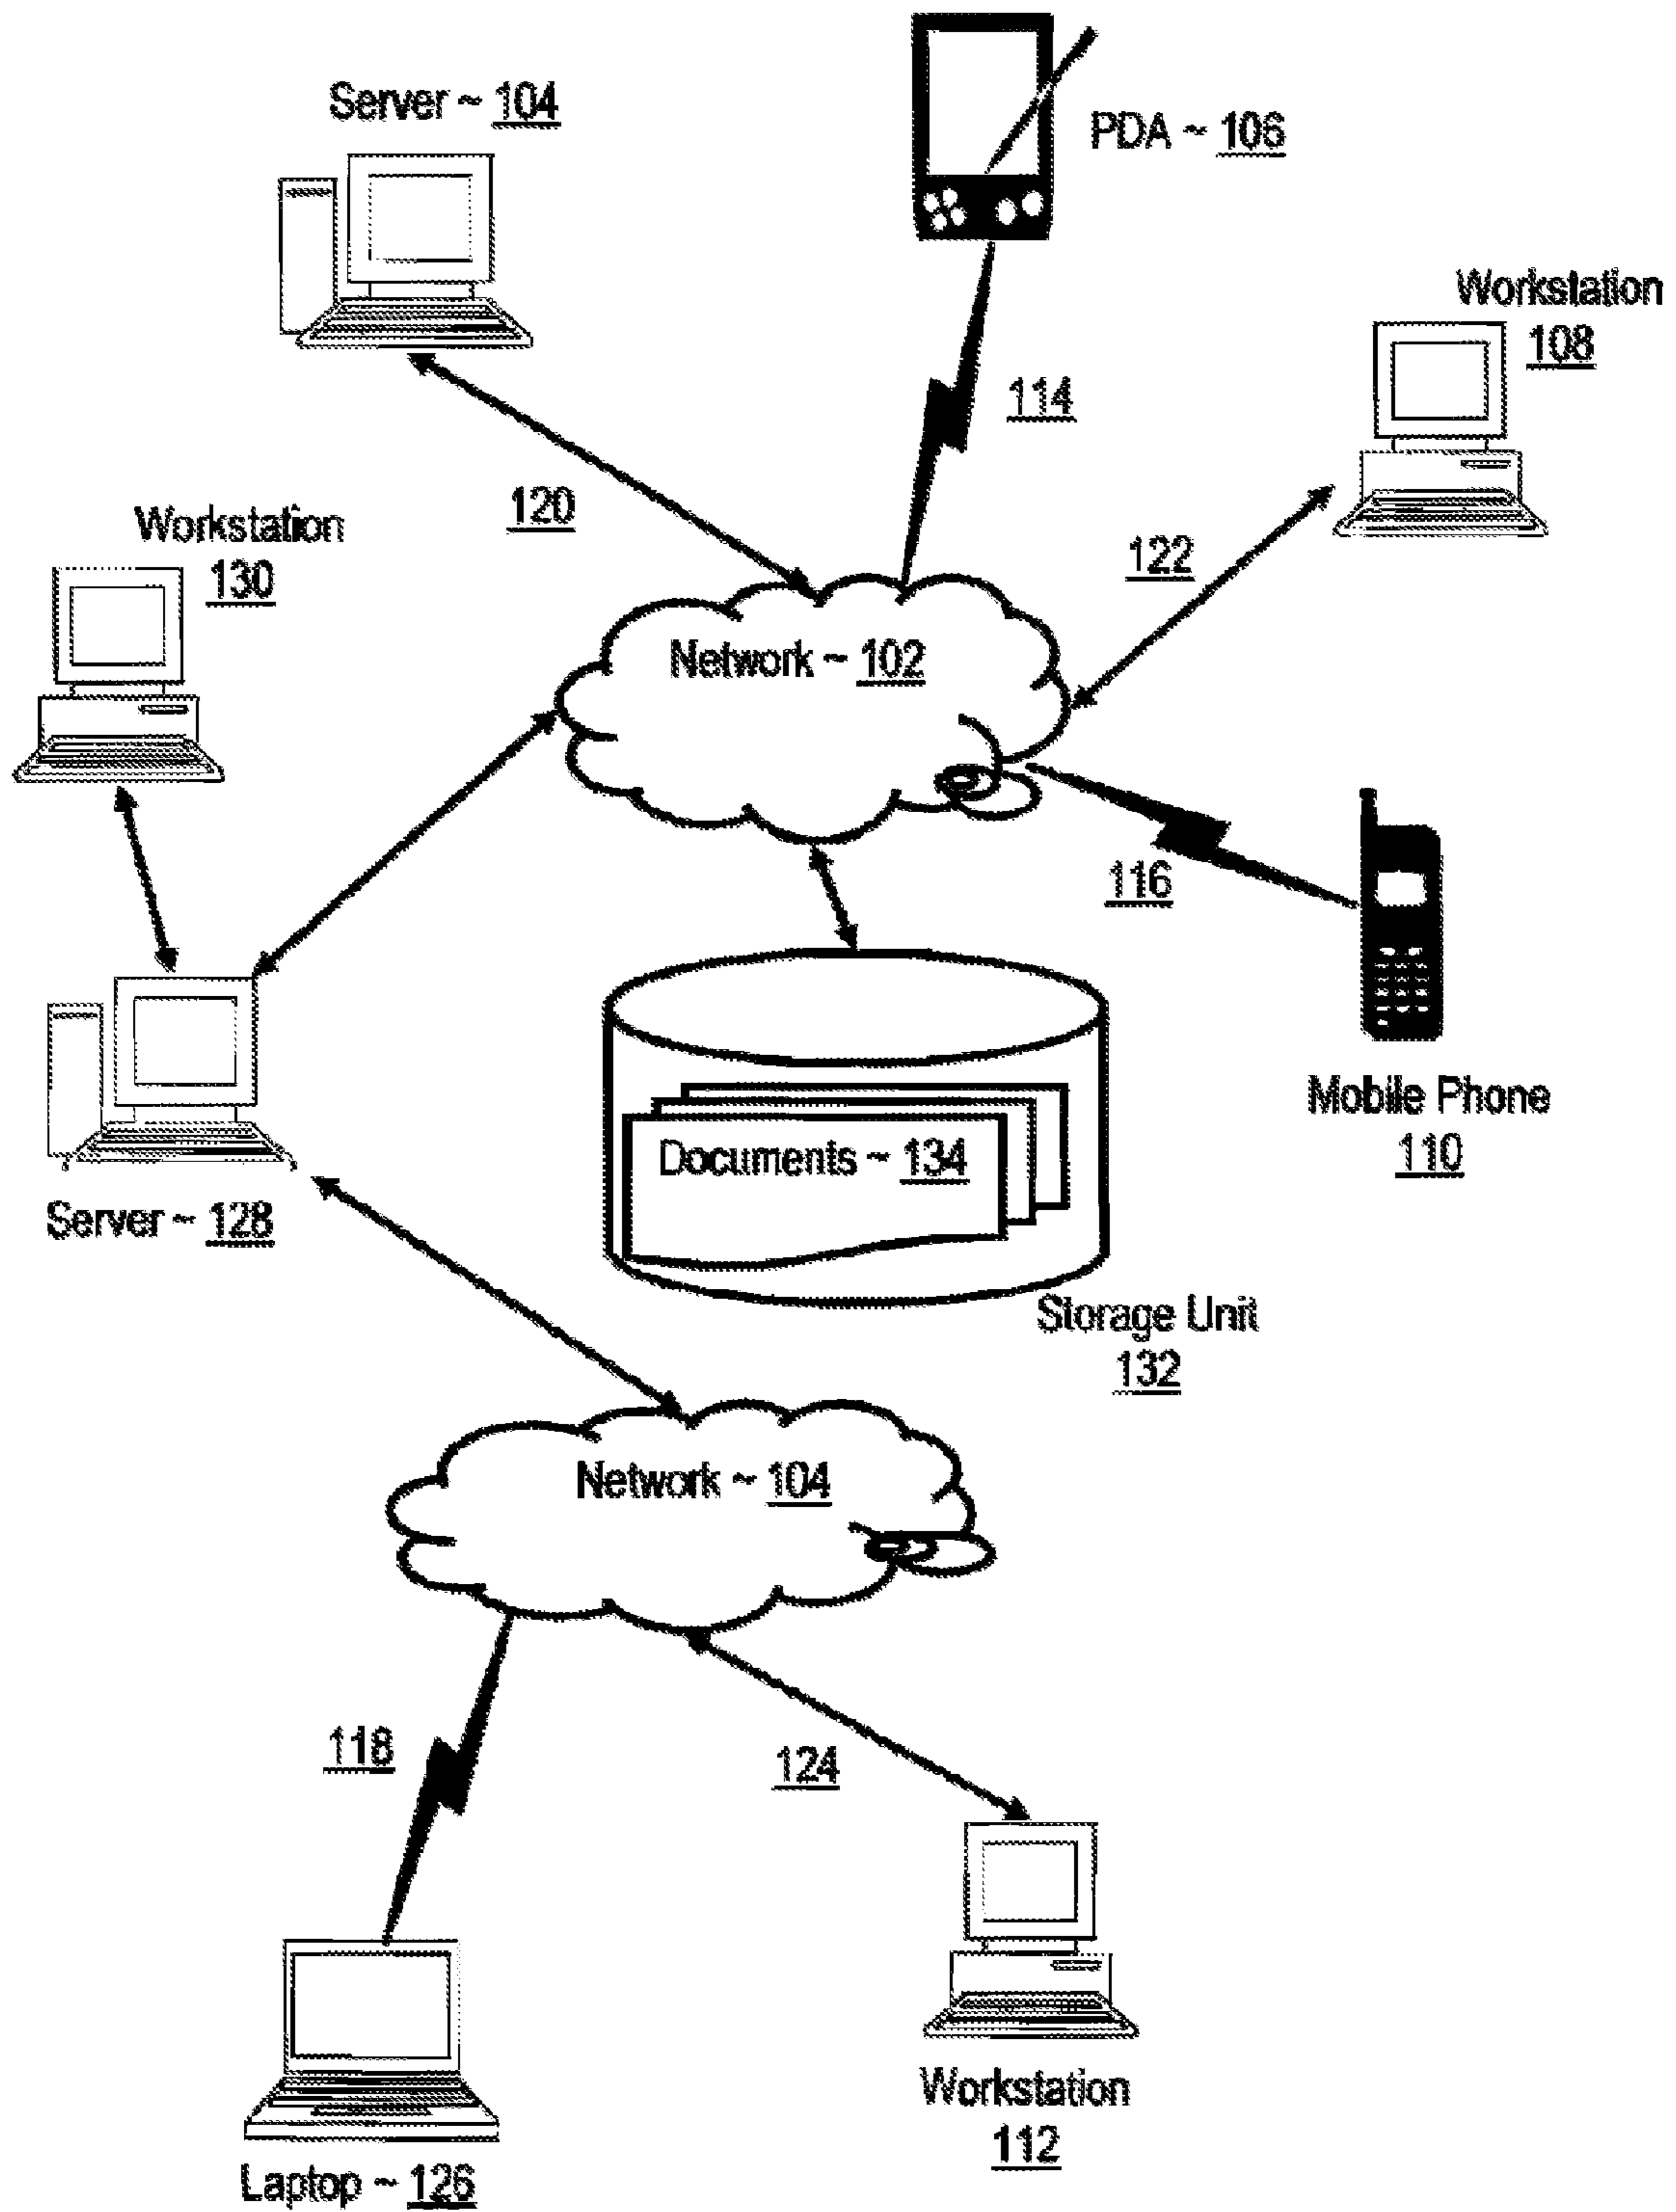 Server ~ 104
PDA ~ 106
Workstation
108
114
120
Workstation
130
122
Network ~ 102
116
Mobile Phone
110
Documents ~ 134
Server ~ 128
Storage Unit
132
Network ~ 104
118
124
Workstation
112
Laptop ~ 126